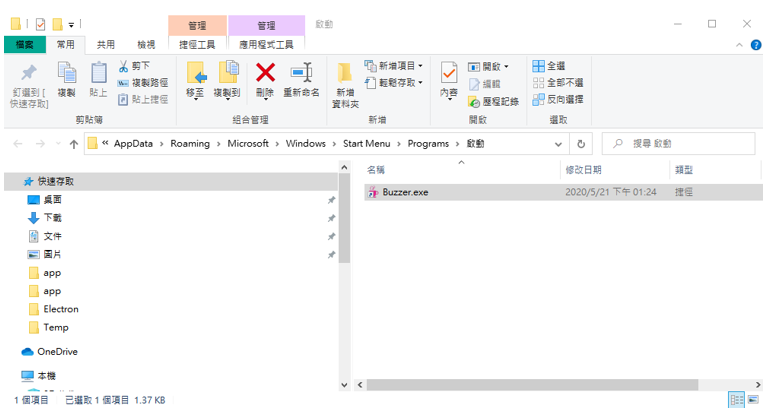 管理
管理
啟動
檔案
常用
共用
檢視
捷徑工具
應用程式工具
釘選到 [
快速存取]
複製
貼上
剪下
複製路徑
貼上捷徑
剪貼簿
移至
複製到
刪除
重新命名
組合管理
新增
資料夾
新增項目
輕鬆存取
新增
內容
開啟
編輯
歷程記錄
開啟
全選
全部不選
反向選擇
選取
« AppData › Roaming › Microsoft › Windows › Start Menu › Programs › 啟動
搜尋 啟動
快速存取
桌面
下載
文件
圖片
app
app
Electron
Temp
OneDrive
本機
名稱 修改日期 類型
Buzzer.exe 2020/5/21 下午 01:24 捷徑
1 個項目 已選取 1 個項目 1.37 KB